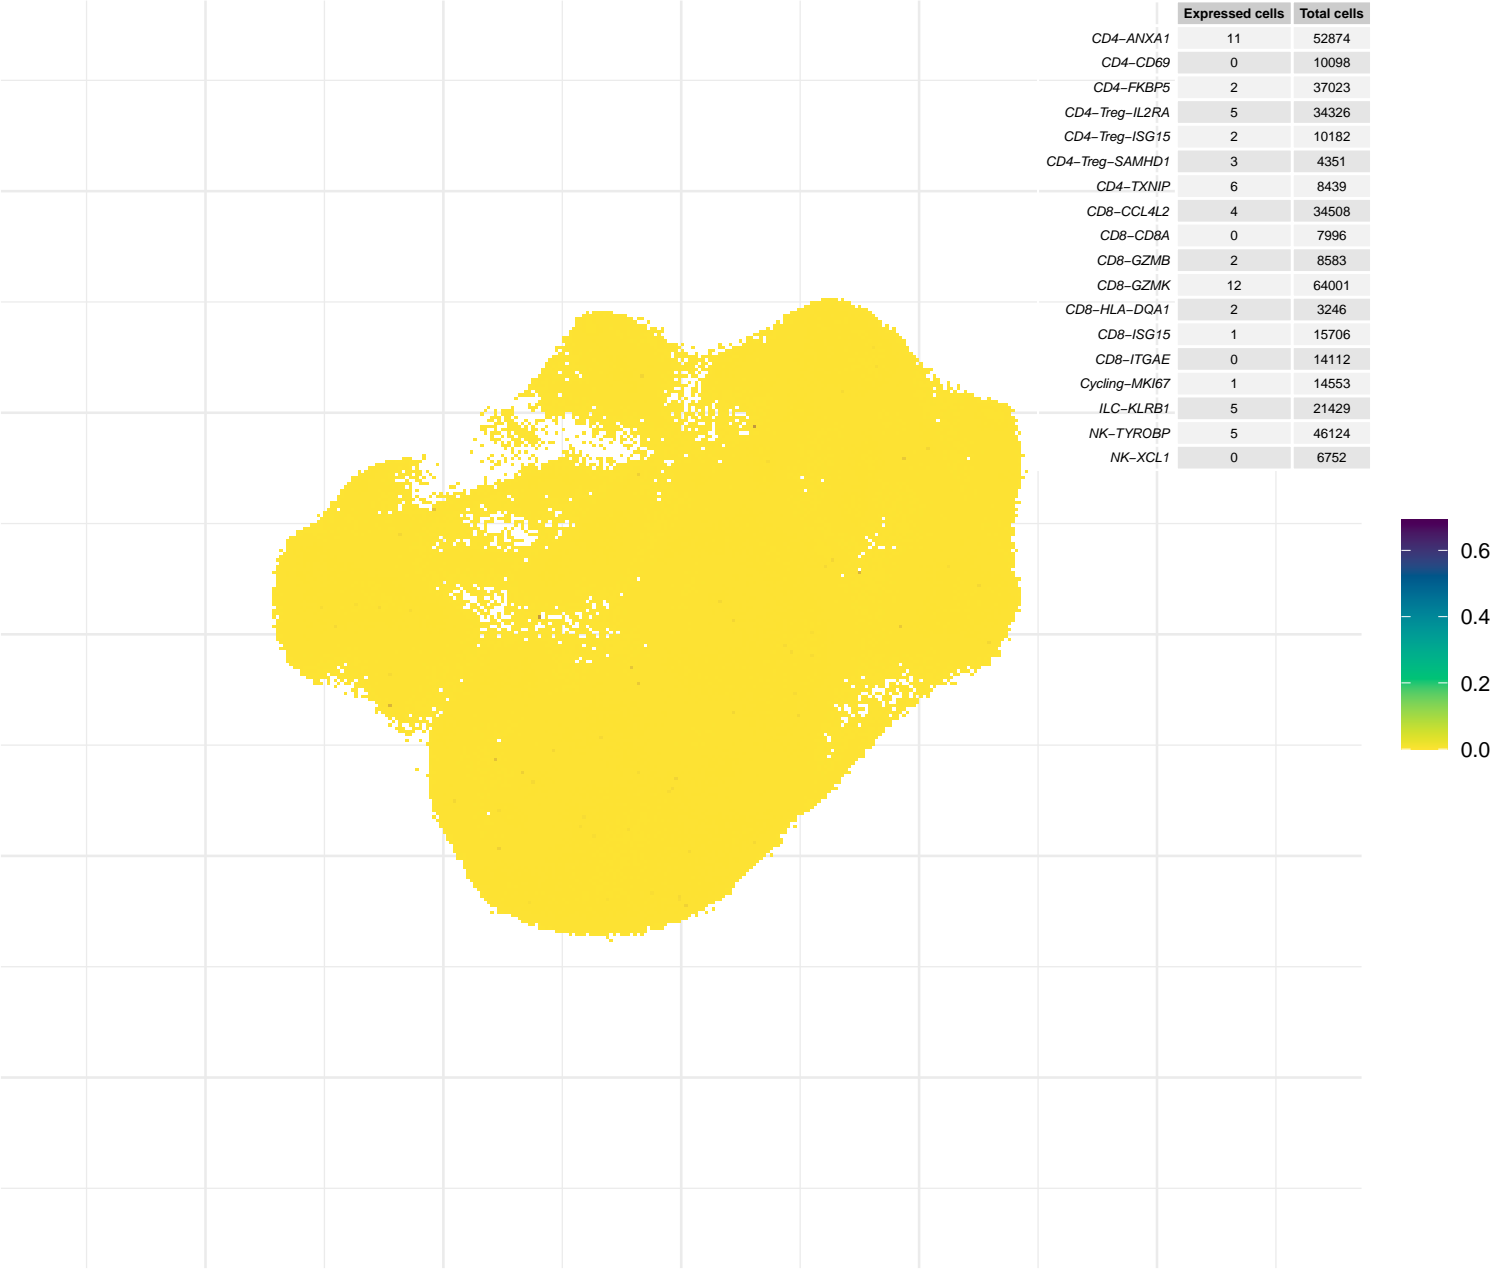 Expressed cells Total cells
CD4−ANXA1 11 52874
CD4−CD69 0 10098
CD4−FKBP5 2 37023
CD4−Treg−IL2RA 5 34326
CD4−Treg−ISG15 2 10182
CD4−Treg−SAMHD1 3 4351
CD4−TXNIP 6 8439
CD8−CCL4L2 4 34508
CD8−CD8A 0 7996
CD8−GZMB 2 8583
CD8−GZMK 12 64001
CD8−HLA−DQA1 2 3246
CD8−ISG15 1 15706
CD8−ITGAE 0 14112
Cycling−MKI67 1 14553
ILC−KLRB1 5 21429
NK−TYROBP 5 46124
NK−XCL1 0 6752
0.6
0.4
0.2
0.0